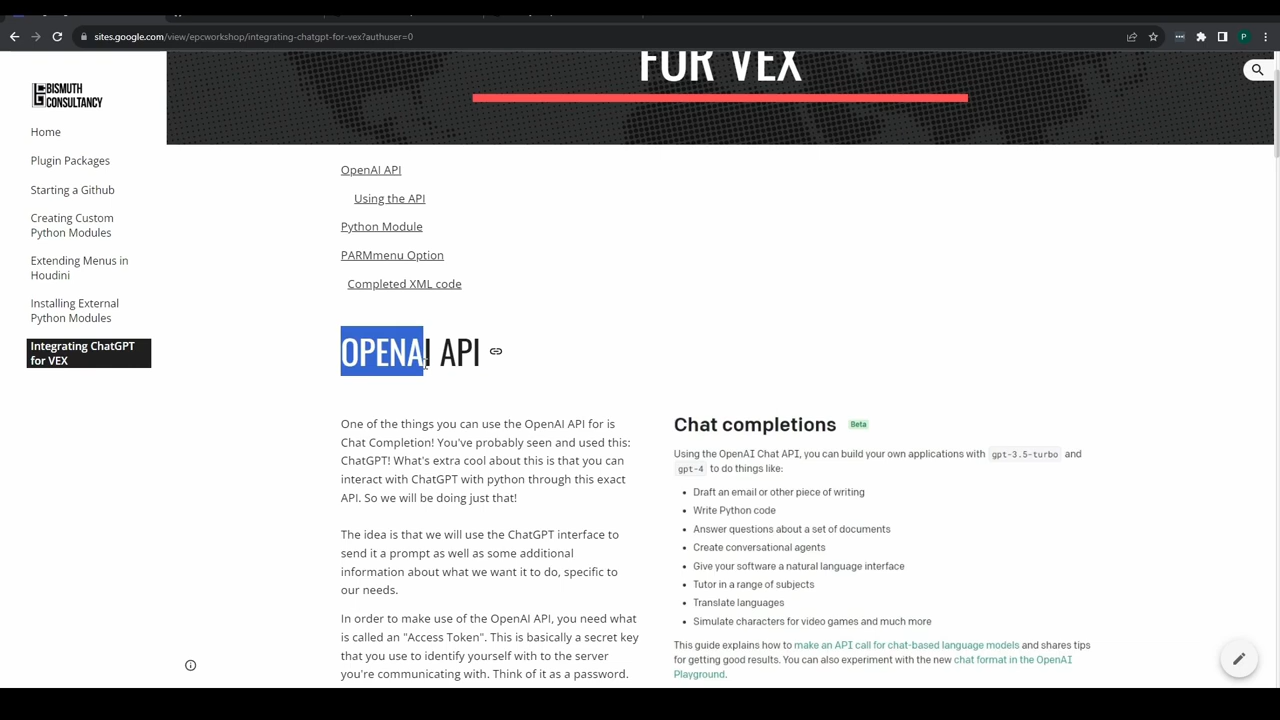 sites.google.com/view/epcworkshop/integrating-chatgpt-for-vex?authuser=0
P
FOR VEX
BISMUTH
CONSULTANCY
Home
Plugin Packages
Starting a Github
Creating Custom
Python Modules
Extending Menus in
Houdini
Installing External
Python Modules
Integrating ChatGPT
for VEX
OpenAI API
Using the API
Python Module
PARMmenu Option
Completed XML code
OPENAI API
One of the things you can use the OpenAI API for is
Chat Completion! You've probably seen and used this:
ChatGPT! What's extra cool about this is that you can
interact with ChatGPT with python through this exact
API. So we will be doing just that!
The idea is that we will use the ChatGPT interface to
send it a prompt as well as some additional
information about what we want it to do, specific to
our needs.
In order to make use of the OpenAI API, you need what
is called an "Access Token". This is basically a secret key
that you use to identify yourself with to the server
you're communicating with. Think of it as a password.
Chat completions Beta
Using the OpenAI Chat API, you can build your own applications with gpt-3.5-turbo and
gpt-4 to do things like:
• Draft an email or other piece of writing
• Write Python code
• Answer questions about a set of documents
• Create conversational agents
• Give your software a natural language interface
• Tutor in a range of subjects
• Translate languages
• Simulate characters for video games and much more
This guide explains how to make an API call for chat-based language models and shares tips
for getting good results. You can also experiment with the new chat format in the OpenAI
Playground.